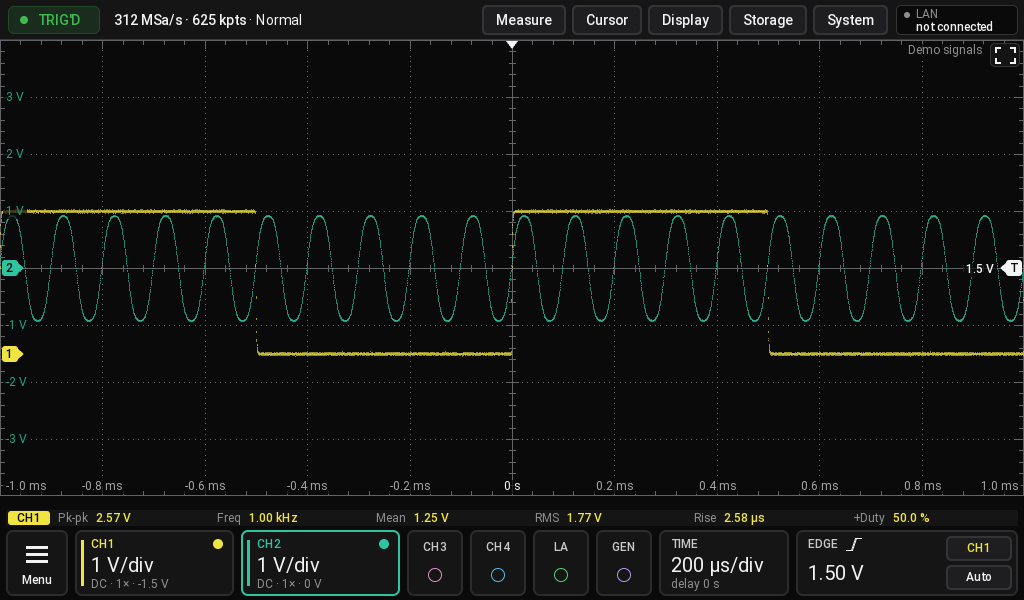 TRIG'D
312 MSa/s · 625 kpts · Normal
Measure
Cursor
Display
Storage
System
LAN
not connected
Demo signals
3 V
2 V
1 V
2
1.5 V
T
-1 V
1
-2 V
-3 V
-1.0 ms
-0.8 ms
-0.6 ms
-0.4 ms
-0.2 ms
0 s
0.2 ms
0.4 ms
0.6 ms
0.8 ms
1.0 ms
CH1
Pk-pk 2.57 V
Freq 1.00 kHz
Mean 1.25 V
RMS 1.77 V
Rise 2.58 µs
+Duty 50.0 %
Menu
CH1
1 V/div
DC · 1× · -1.5 V
CH2
1 V/div
DC · 1× · 0 V
CH3
CH4
LA
GEN
TIME
200 µs/div
delay 0 s
EDGE
1.50 V
CH1
Auto